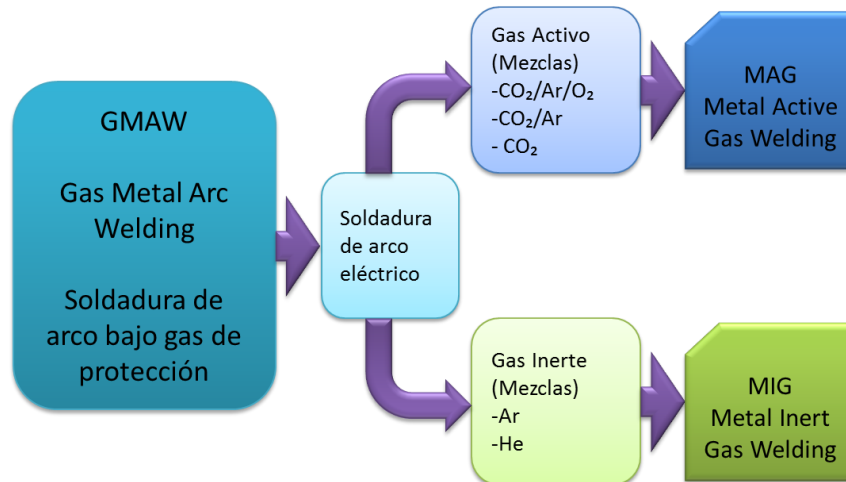 GMAW
Gas Metal Arc
Welding
Soldadura de
arco bajo gas de
protección
Soldadura
de arco
eléctrico
Gas Activo
(Mezclas)
-CO₂/Ar/O₂
-CO₂/Ar
- CO₂
MAG
Metal Active
Gas Welding
Gas Inerte
(Mezclas)
-Ar
-He
MIG
Metal Inert
Gas Welding